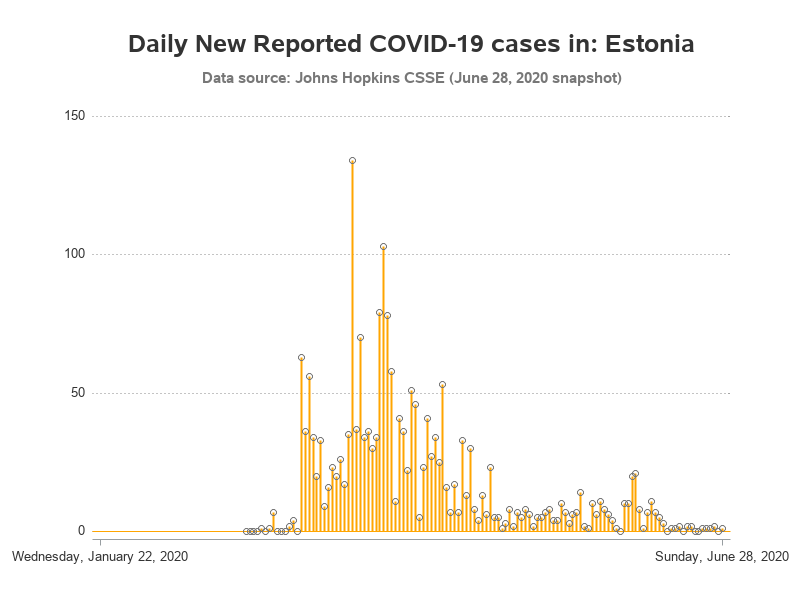 Daily New Reported COVID-19 cases in: Estonia
Data source: Johns Hopkins CSSE (June 28, 2020 snapshot)
150
100
50
0
Wednesday, January 22, 2020
Sunday, June 28, 2020